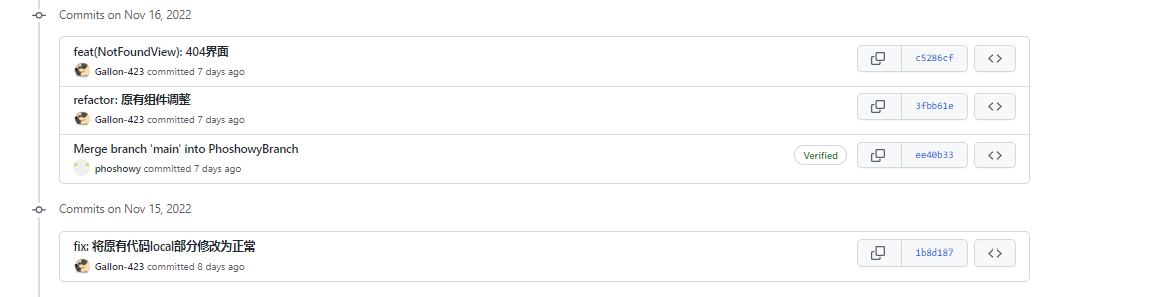 Commits on Nov 16, 2022
feat(NotFoundView): 404界面
c5286cf
Gallon-423 committed 7 days ago
refactor: 原有组件调整
3fbb61e
Gallon-423 committed 7 days ago
Merge branch 'main' into PhoshowyBranch
Verified
ee40b33
phoshowy committed 7 days ago
Commits on Nov 15, 2022
fix: 将原有代码local部分修改为正常
1b8d187
Gallon-423 committed 8 days ago